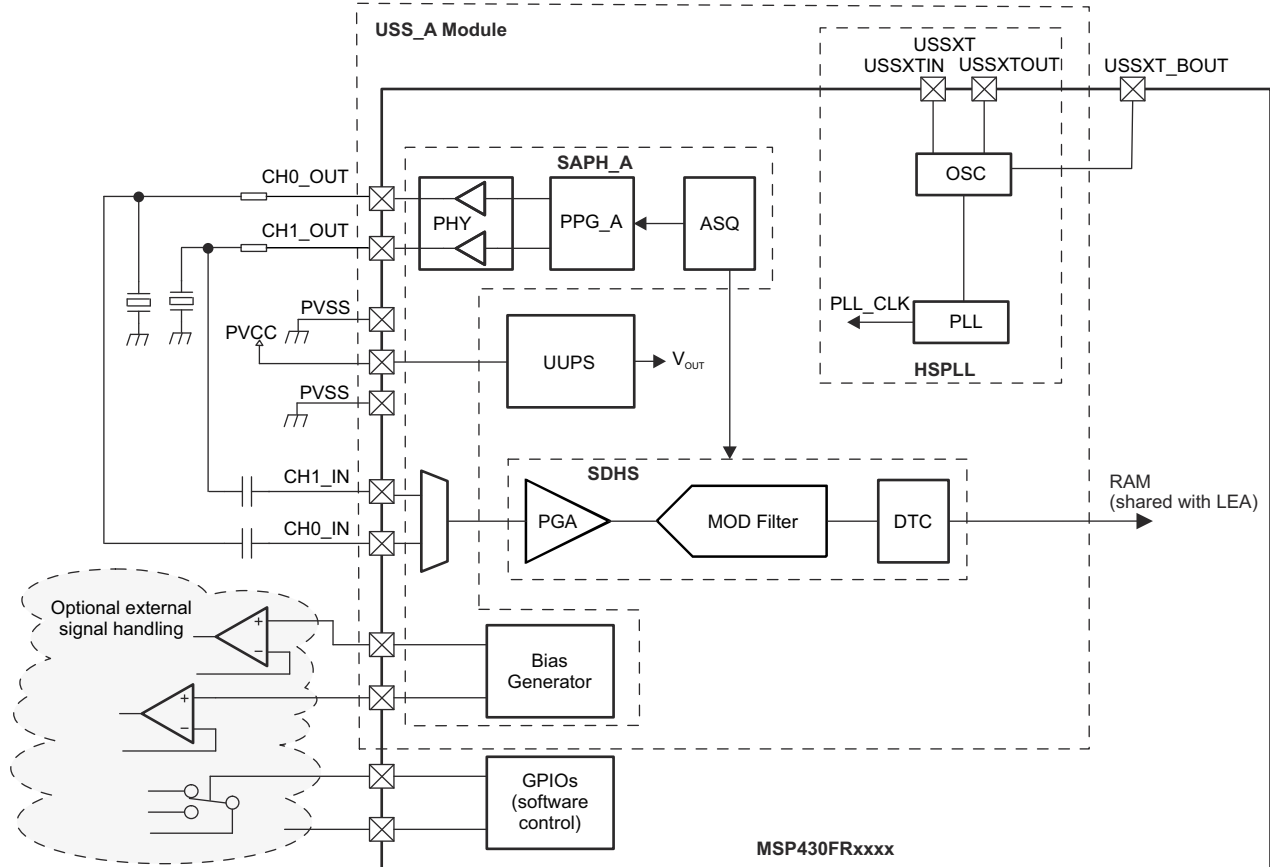 USS_A Module
USSXT
USSXTIN
USSXTOUT
USSXT_BOUT
SAPH_A
CH0_OUT
OSC
PHY
PPG_A
ASQ
CH1_OUT
PVSS
PLL_CLK
PLL
PVCC
UUPS
VOUT
HSPLL
PVSS
SDHS
CH1_IN
RAM
(shared with LEA)
PGA
MOD Filter
DTC
CH0_IN
Optional external
signal handling
+
−
Bias
Generator
+
−
GPIOs
(software
control)
MSP430FRxxxx